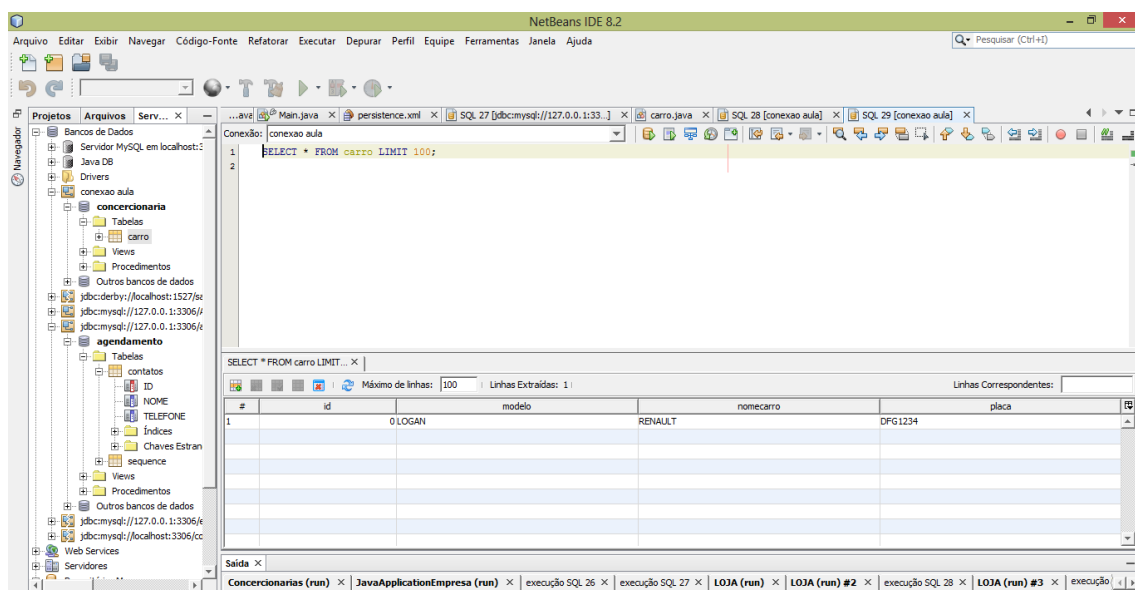 NetBeans IDE 8.2
Arquivo Editar Exibir Navegar Código-Fonte Refatorar Executar Depurar Perfil Equipe Ferramentas Janela Ajuda
Pesquisar (Ctrl+I)
Projetos Arquivos Serv...
...ava Main.java persistence.xml SQL 27 [jdbc:mysql://127.0.0.1:33...] carro.java SQL 28 [conexao aula] SQL 29 [conexao aula]
Navegador
Conexão: conexao aula
1 SELECT * FROM carro LIMIT 100;
2
Bancos de Dados
Servidor MySQL em localhost:3
Java DB
Drivers
conexao aula
concercionaria
Tabelas
carro
Views
Procedimentos
Outros bancos de dados
jdbc:derby://localhost:1527/sa
jdbc:mysql://127.0.0.1:3306/
jdbc:mysql://127.0.0.1:3306/a
agendamento
Tabelas
contatos
ID
NOME
TELEFONE
Índices
Chaves Estran
sequence
Views
Procedimentos
Outros bancos de dados
jdbc:mysql://127.0.0.1:3306/e
jdbc:mysql://localhost:3306/co
Web Services
Servidores
SELECT * FROM carro LIMIT...
Máximo de linhas: 100 Linhas Extraídas: 1 Linhas Correspondentes:
# id modelo nomecarro placa
1 0 LOGAN RENAULT DFG1234
Saída
Concercionarias (run) JavaApplicationEmpresa (run) execução SQL 26 execução SQL 27 LOJA (run) LOJA (run) #2 execução SQL 28 LOJA (run) #3 execução